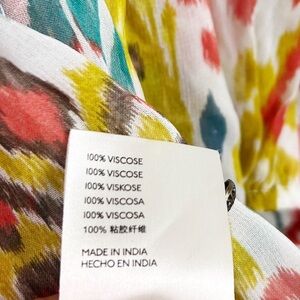 100% VISCOSE
100% VISCOSE
100% VISKOSE
100% VISCOSA
100% VISCOSA
100% 粘胶纤维
MADE IN INDIA
HECHO EN INDIA